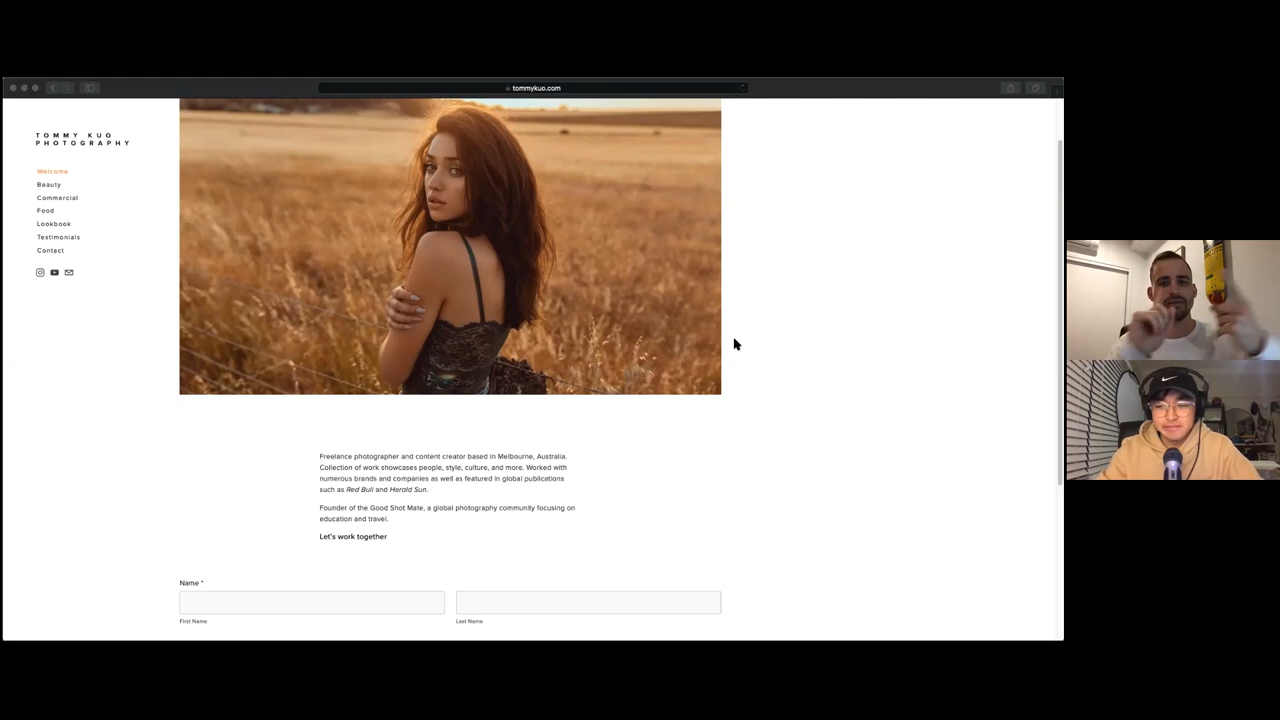 tommykuo.com
TOMMY KUO
PHOTOGRAPHY
Welcome
Beauty
Commercial
Food
Lookbook
Testimonials
Contact
Freelance photographer and content creator based in Melbourne, Australia.
Collection of work showcases people, style, culture, and more. Worked with
numerous brands and companies as well as featured in global publications
such as Red Bull and Herald Sun.
Founder of the Good Shot Mate, a global photography community focusing on
education and travel.
Let's work together
Name *
First Name
Last Name